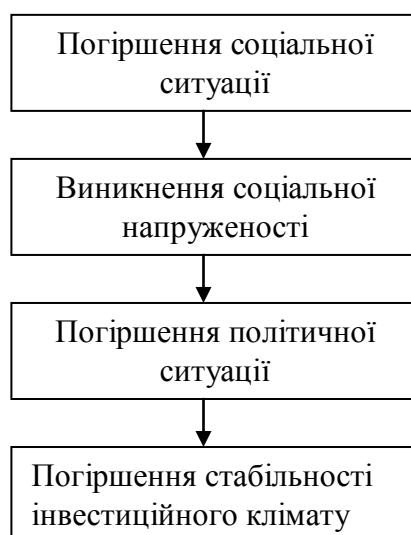 Погіршення соціальної
ситуації
Виникнення соціальної
напруженості
Погіршення політичної
ситуації
Погіршення стабільності
інвестиційного клімату